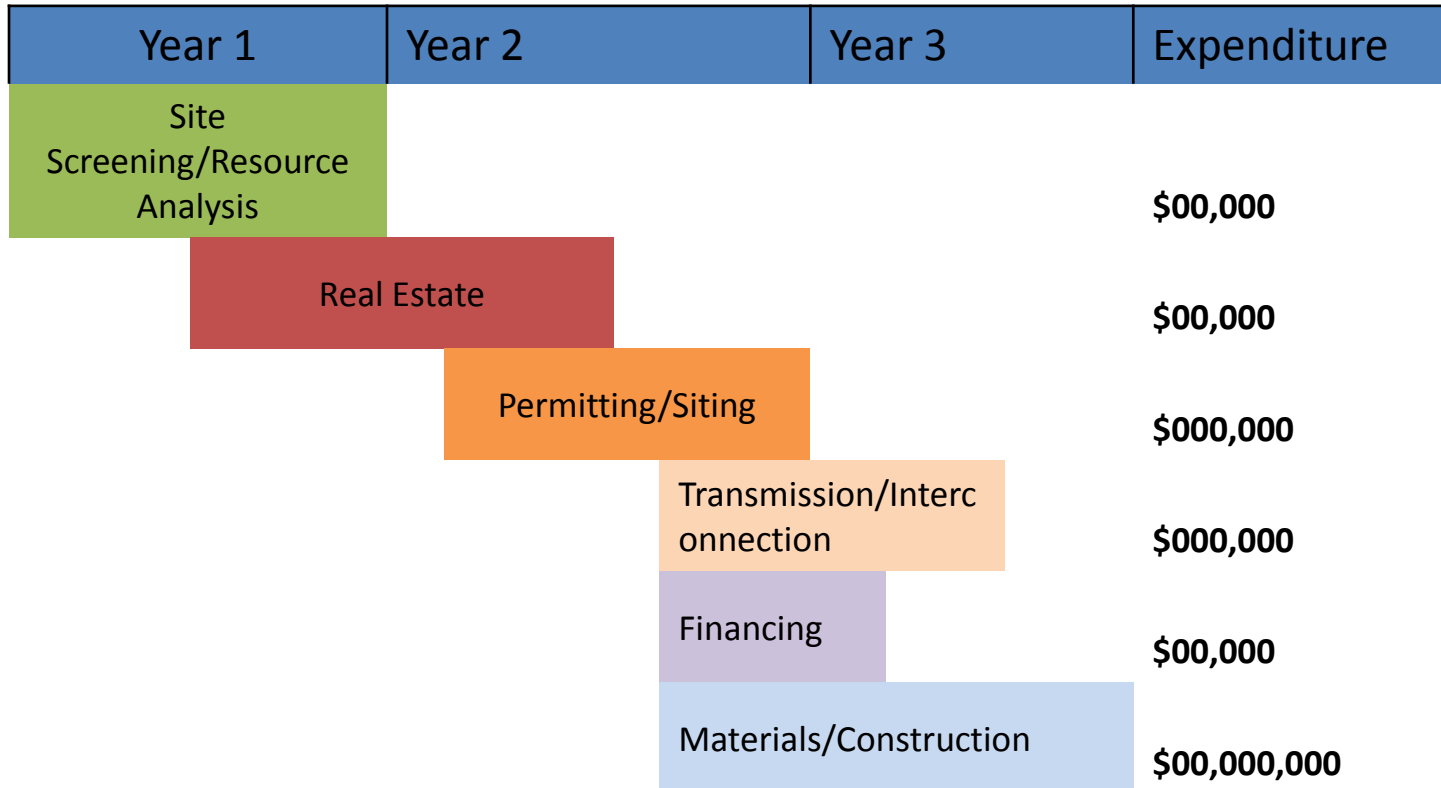 Year 1 Year 2 Year 3 Expenditure
Site
Screening/Resource
Analysis
$00,000
Real Estate
$00,000
Permitting/Siting
$000,000
Transmission/Interc
onnection
$000,000
Financing
$00,000
Materials/Construction
$00,000,000